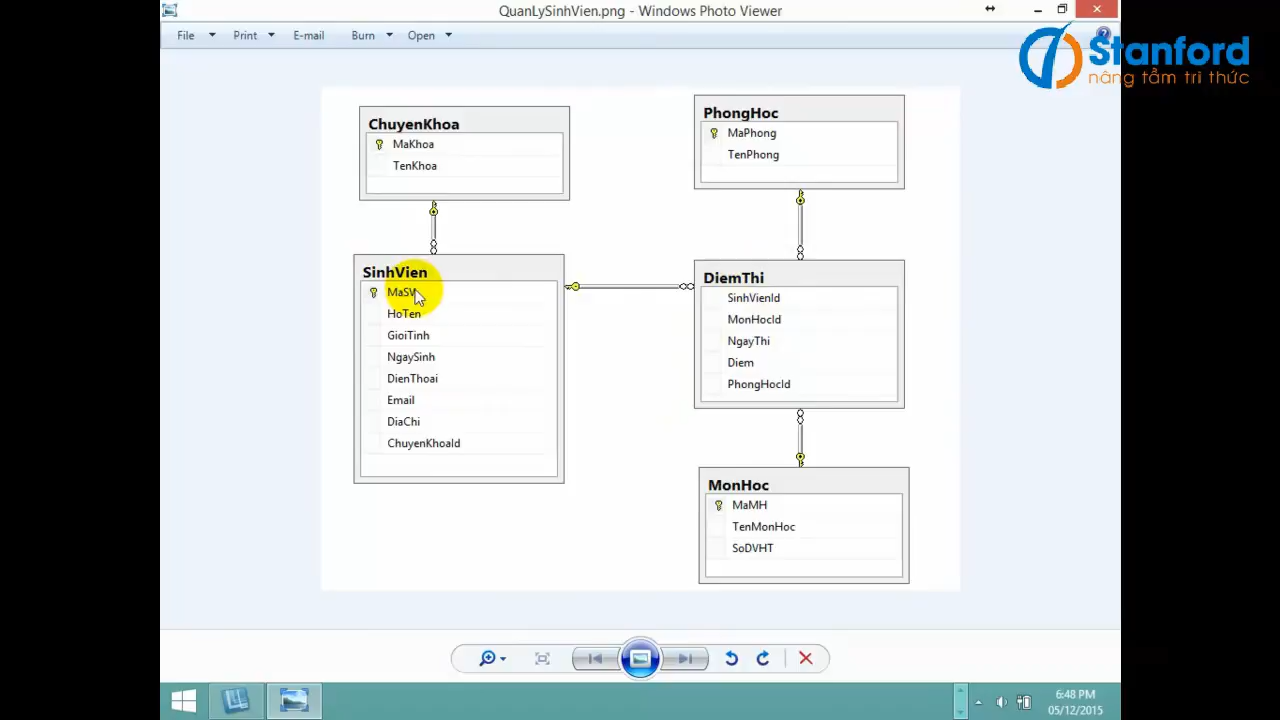 QuanLySinhVien.png - Windows Photo Viewer
File Print E-mail Burn Open
Stanford
nâng tầm tri thức
ChuyenKhoa
MaKhoa
TenKhoa
PhongHoc
MaPhong
TenPhong
SinhVien
MaSV
HoTen
GioiTinh
NgaySinh
DienThoai
Email
DiaChi
ChuyenKhoaId
DiemThi
SinhVienId
MonHocId
NgayThi
Diem
PhongHocId
MonHoc
MaMH
TenMonHoc
SoDVHT
6:48 PM
05/12/2015